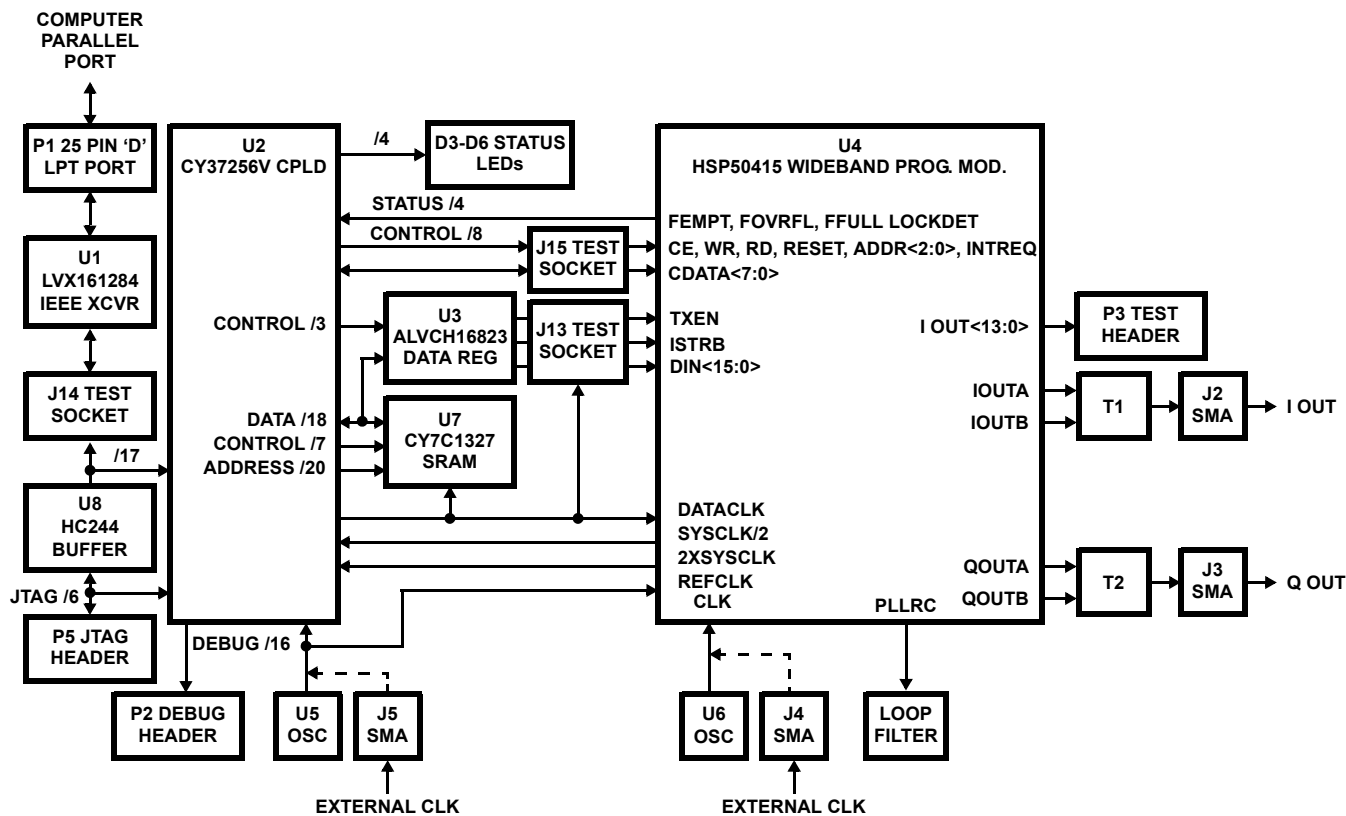 COMPUTER
PARALLEL
PORT
P1 25 PIN ‘D’
LPT PORT
U1
LVX161284
IEEE XCVR
J14 TEST
SOCKET
/17
U8
HC244
BUFFER
JTAG /6
P5 JTAG
HEADER
U2
CY37256V CPLD
/4
D3-D6 STATUS
LEDs
STATUS /4
CONTROL /8
J15 TEST
SOCKET
CONTROL /3
U3
ALVCH16823
DATA REG
J13 TEST
SOCKET
DATA /18
CONTROL /7
ADDRESS /20
U7
CY7C1327
SRAM
DEBUG /16
P2 DEBUG
HEADER
U5
OSC
J5
SMA
EXTERNAL CLK
U4
HSP50415 WIDEBAND PROG. MOD.
FEMPT, FOVRFL, FFULL LOCKDET
CE, WR, RD, RESET, ADDR<2:0>, INTREQ
CDATA<7:0>
TXEN
ISTRB
DIN<15:0>
I OUT<13:0>
IOUTA
IOUTB
DATACLK
SYSCLK/2
2XSYSCLK
REFCLK
CLK
PLLRC
QOUTA
QOUTB
P3 TEST
HEADER
T1
J2
SMA
I OUT
T2
J3
SMA
Q OUT
U6
OSC
J4
SMA
LOOP
FILTER
EXTERNAL CLK